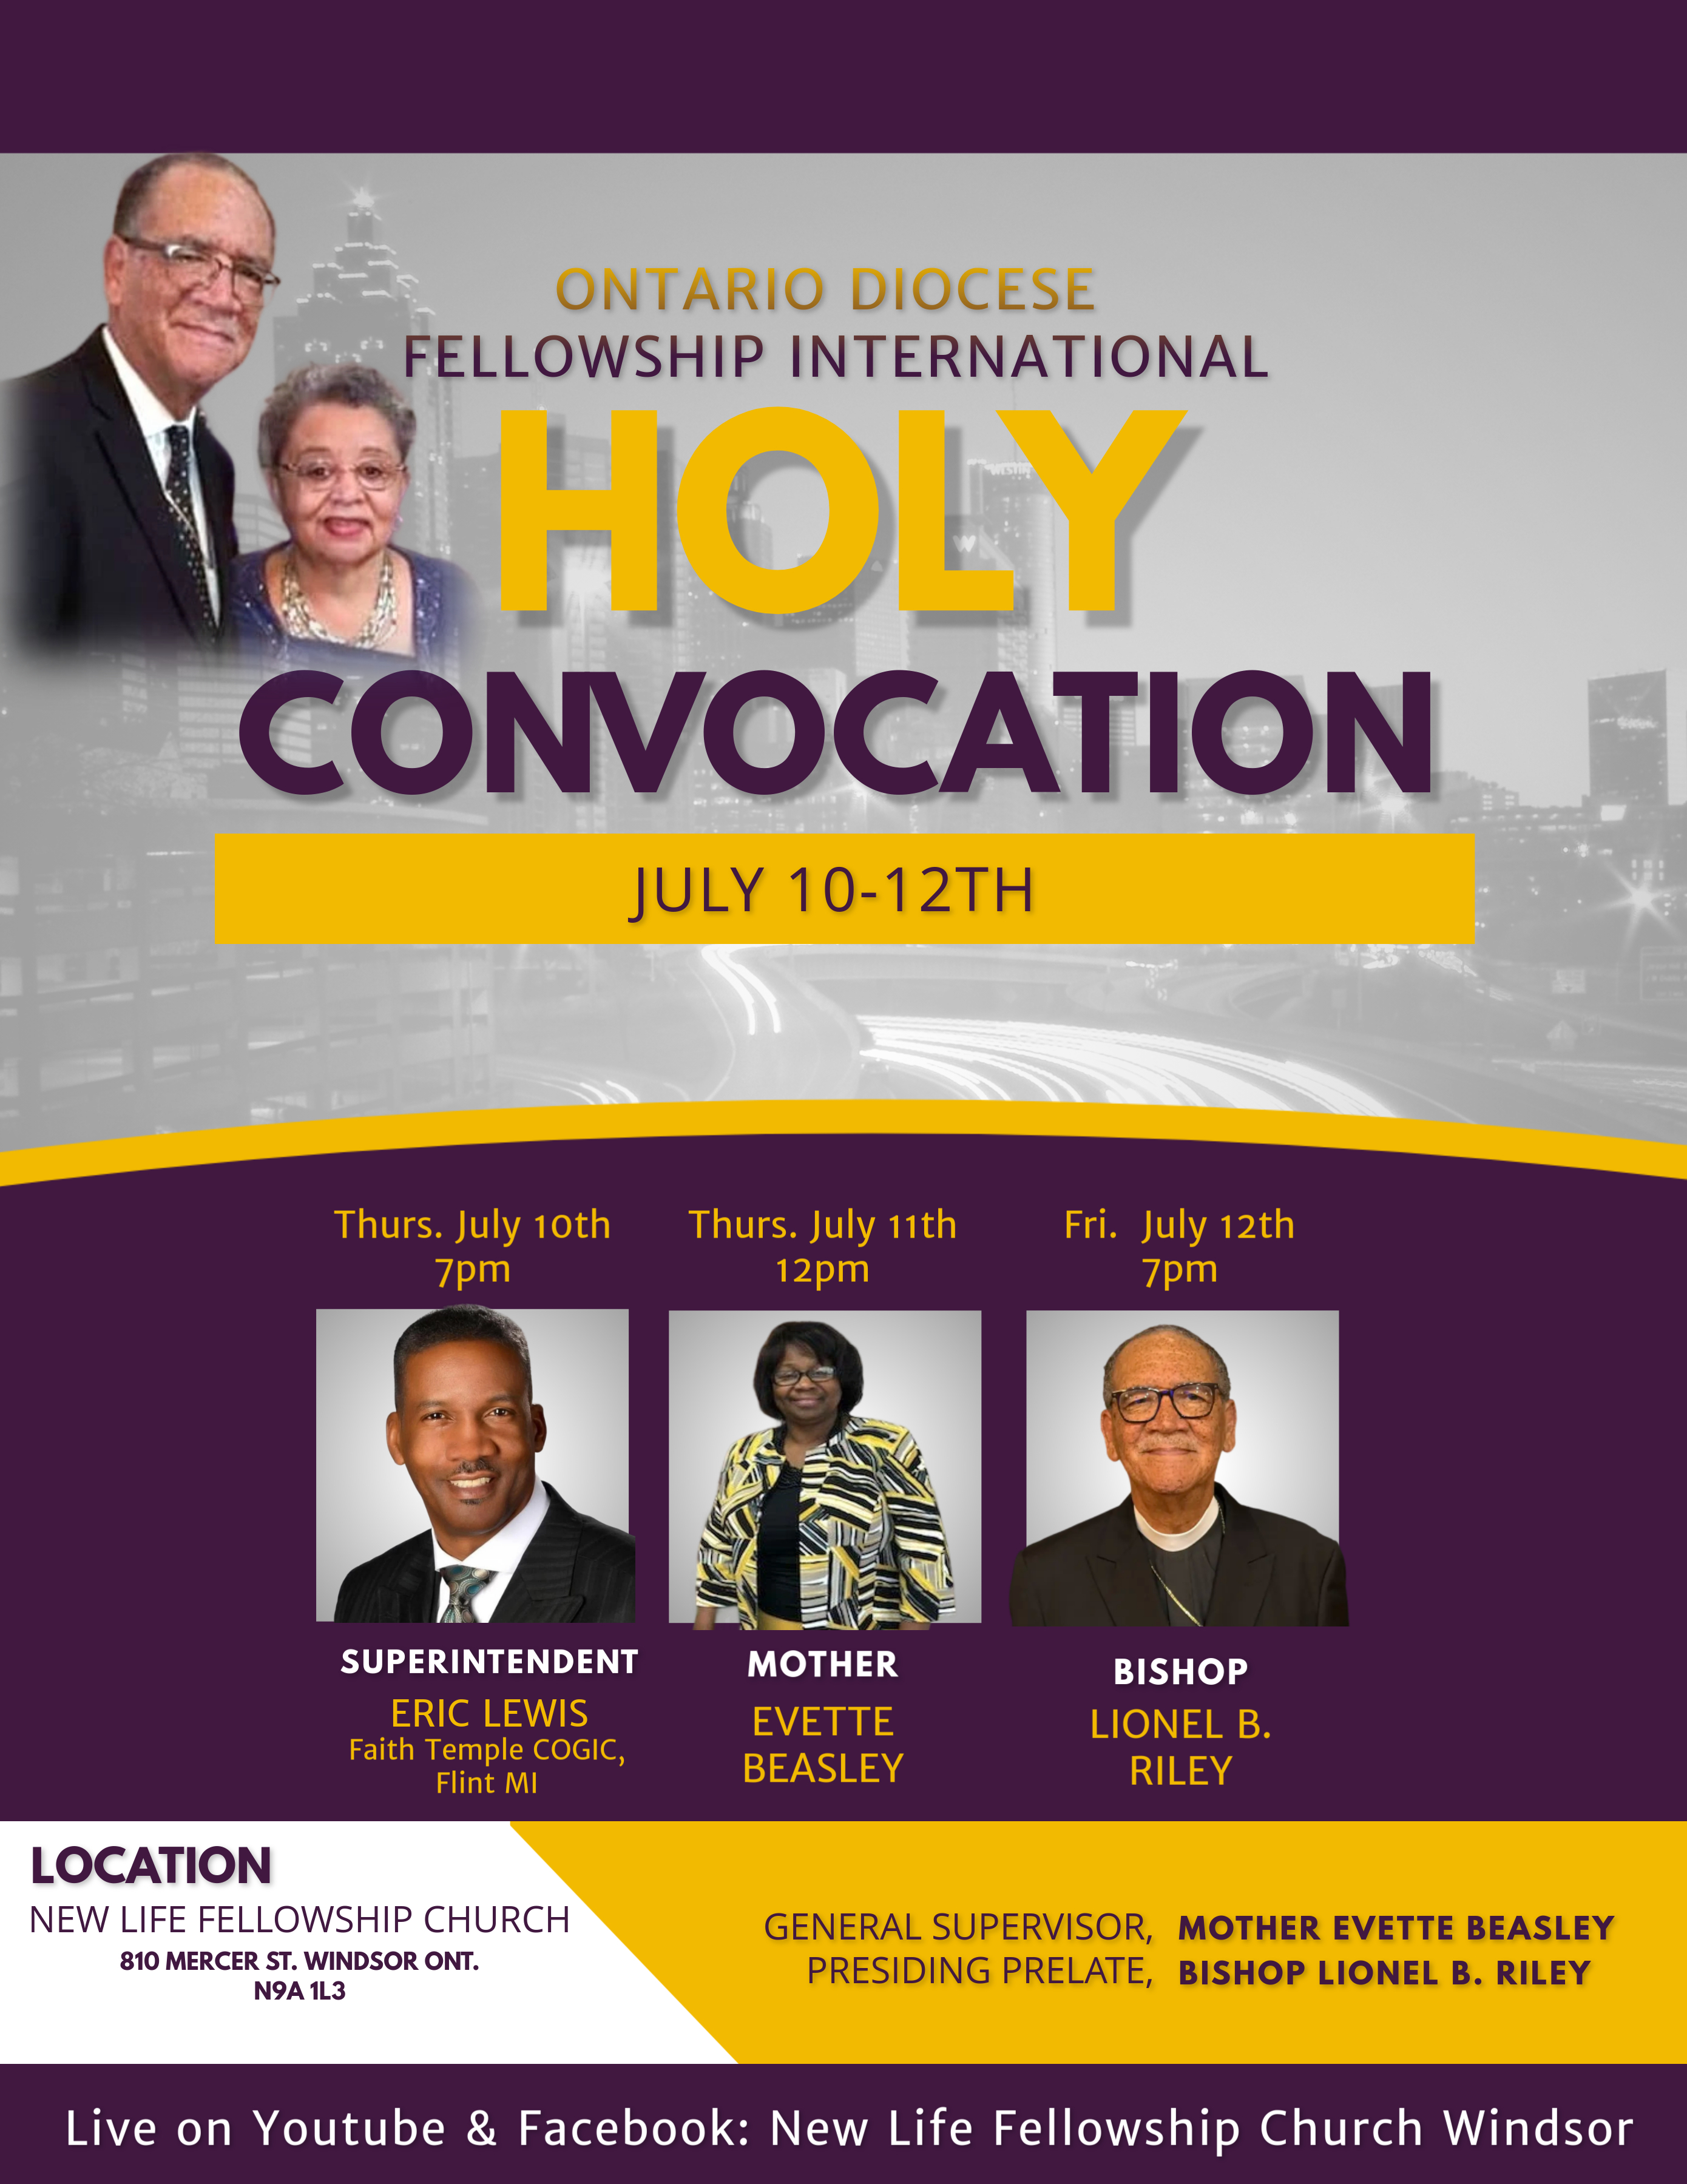 ONTARIO DIOCESE
FELLOWSHIP INTERNATIONAL
HOLY
CONVOCATION
JULY 10-12TH
Thurs. July 10th
7pm
Thurs. July 11th
12pm
Fri. July 12th
7pm
SUPERINTENDENT
ERIC LEWIS
Faith Temple COGIC,
Flint MI
MOTHER
EVETTE
BEASLEY
BISHOP
LIONEL B.
RILEY
LOCATION
NEW LIFE FELLOWSHIP CHURCH
810 MERCER ST. WINDSOR ONT.
N9A 1L3
GENERAL SUPERVISOR, MOTHER EVETTE BEASLEY
PRESIDING PRELATE, BISHOP LIONEL B. RILEY
Live on Youtube & Facebook: New Life Fellowship Church Windsor